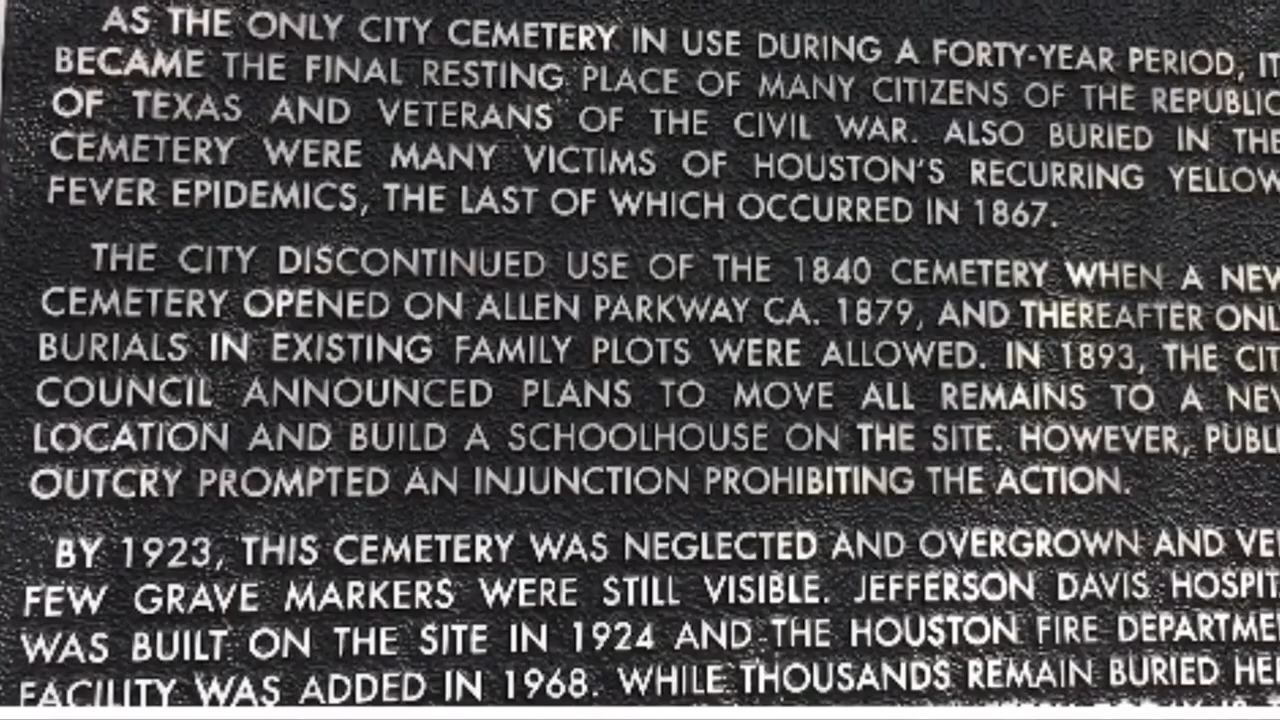 AS THE ONLY CITY CEMETERY IN USE DURING A FORTY-YEAR PERIOD, IT
BECAME THE FINAL RESTING PLACE OF MANY CITIZENS OF THE REPUBLIC
OF TEXAS AND VETERANS OF THE CIVIL WAR. ALSO BURIED IN THE
CEMETERY WERE MANY VICTIMS OF HOUSTON'S RECURRING YELLOW
FEVER EPIDEMICS, THE LAST OF WHICH OCCURRED IN 1867.
THE CITY DISCONTINUED USE OF THE 1840 CEMETERY WHEN A NEW
CEMETERY OPENED ON ALLEN PARKWAY CA. 1879, AND THEREAFTER ONL
BURIALS IN EXISTING FAMILY PLOTS WERE ALLOWED. IN 1893, THE CIT
COUNCIL ANNOUNCED PLANS TO MOVE ALL REMAINS TO A NEW
LOCATION AND BUILD A SCHOOLHOUSE ON THE SITE. HOWEVER, PUBL
OUTCRY PROMPTED AN INJUNCTION PROHIBITING THE ACTION.
BY 1923, THIS CEMETERY WAS NEGLECTED AND OVERGROWN AND VE
FEW GRAVE MARKERS WERE STILL VISIBLE. JEFFERSON DAVIS HOSPIT
WAS BUILT ON THE SITE IN 1924 AND THE HOUSTON FIRE DEPARTME
FACILITY WAS ADDED IN 1968. WHILE THOUSANDS REMAIN BURIED HE